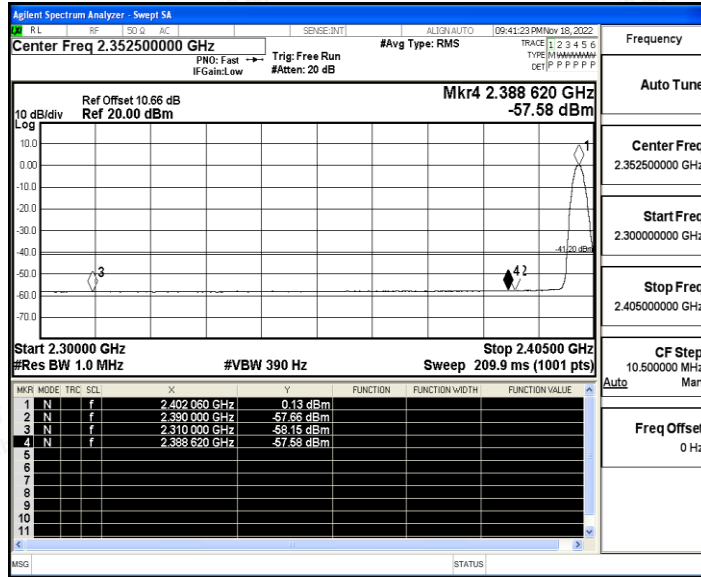 Agilent Spectrum Analyzer - Swept SA
RL RF 50 Ω AC SENSE:INT ALIGN AUTO 09:41:23 PM Nov 18, 2022
Center Freq 2.352500000 GHz
PNO: Fast
IFGain:Low
Trig: Free Run
#Atten: 20 dB
#Avg Type: RMS
TRACE 1 2 3 4 5 6
TYPE M
DET P P P P P P
Frequency
Auto Tune
Center Freq
2.352500000 GHz
Start Freq
2.300000000 GHz
Stop Freq
2.405000000 GHz
CF Step
10.500000 MHz
Auto Man
Freq Offset
0 Hz
Mkr4 2.388 620 GHz
-57.58 dBm
Ref Offset 10.66 dB
10 dB/div Ref 20.00 dBm
Log
10.0
0.00
-10.0
-20.0
-30.0
-40.0
-50.0
-60.0
-70.0
1
-41.20 dBm
3
4 2
Start 2.30000 GHz Stop 2.40500 GHz
#Res BW 1.0 MHz #VBW 390 Hz Sweep 209.9 ms (1001 pts)
MKR MODE TRC SCL X Y FUNCTION FUNCTION WIDTH FUNCTION VALUE
1 N f 2.402 060 GHz 0.13 dBm
2 N f 2.390 000 GHz -57.66 dBm
3 N f 2.310 000 GHz -58.15 dBm
4 N f 2.388 620 GHz -57.58 dBm
5
6
7
8
9
10
11
MSG STATUS